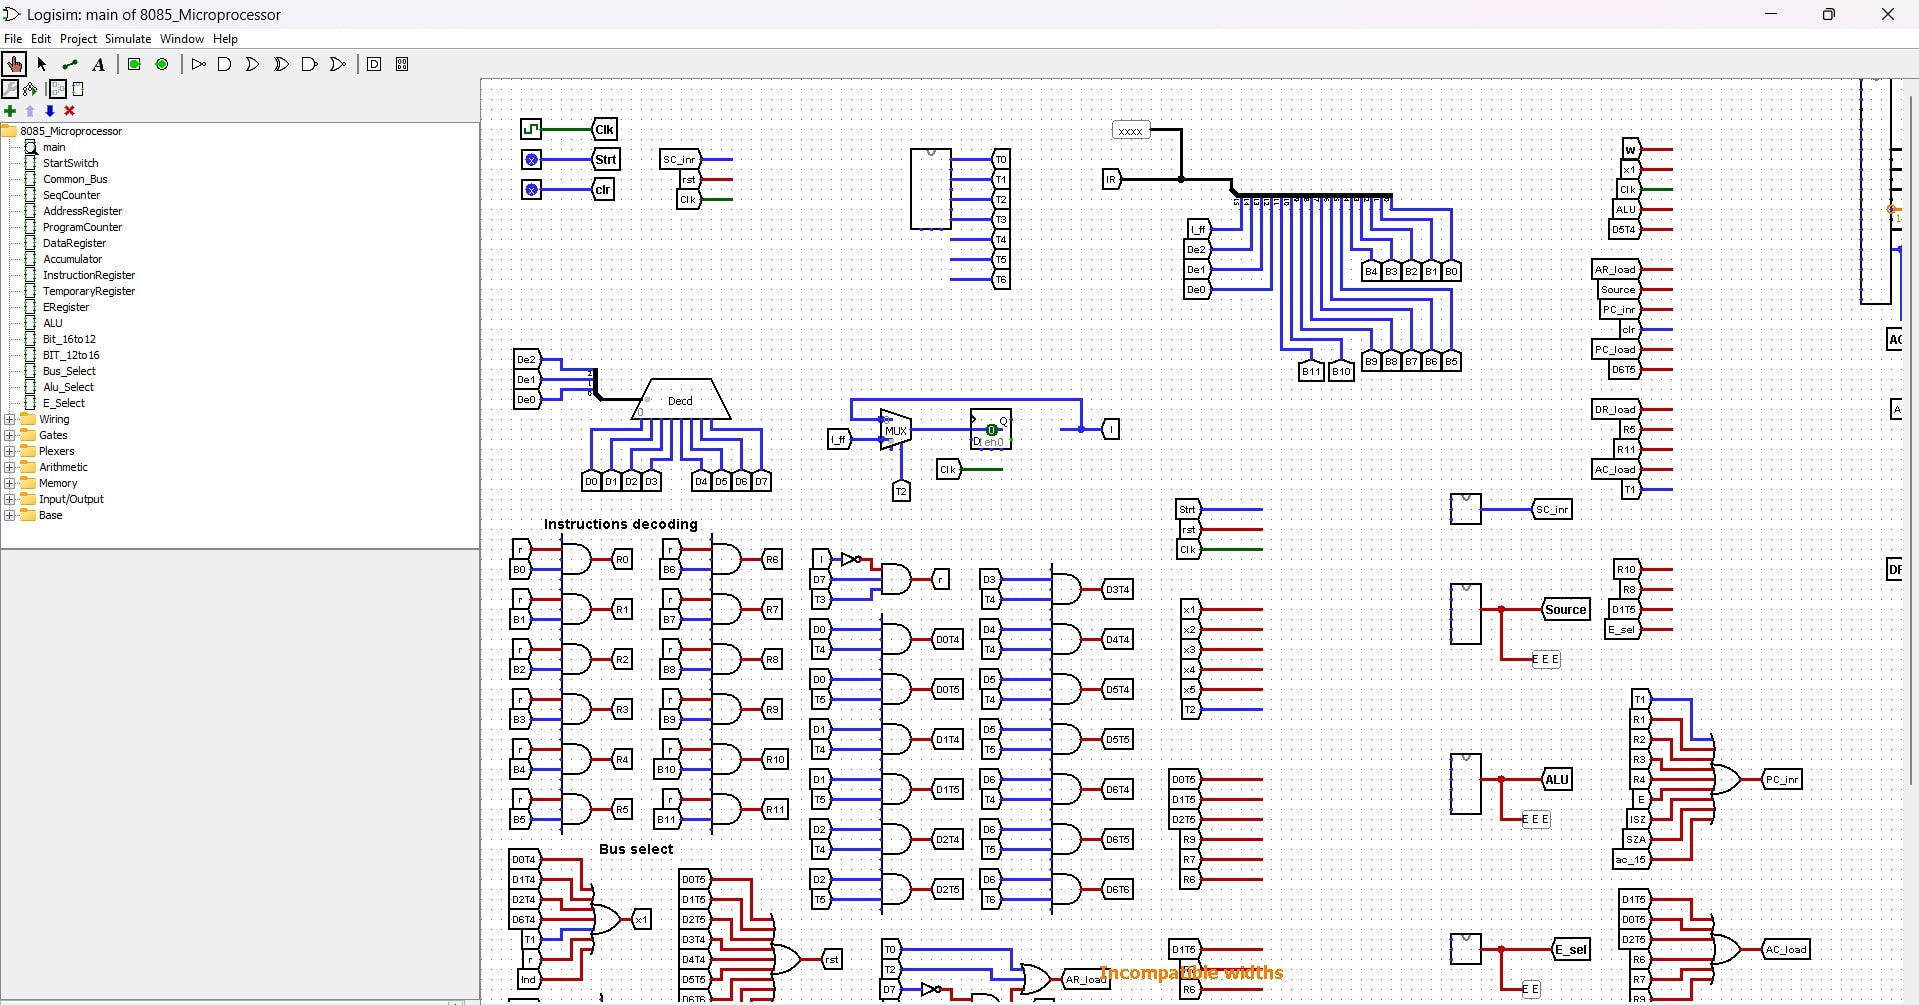 Logisim: main of 8085_Microprocessor
File Edit Project Simulate Window Help
8085_Microprocessor
main
StartSwitch
Common_Bus
SeqCounter
AddressRegister
ProgramCounter
DataRegister
Accumulator
InstructionRegister
TemporaryRegister
ERegister
ALU
Bit_16to12
BIT_12to16
Bus_Select
Alu_Select
E_Select
Wiring
Gates
Plexers
Arithmetic
Memory
Input/Output
Base
Clk
Strt
clr
SC_inr
rst
Clk
T0
T1
T2
T3
T4
T5
T6
xxxx
IR
I_ff
De2
De1
De0
B4 B3 B2 B1 B0
B11 B10 B9 B8 B7 B6 B5
W
x1
Clk
ALU
D5T4
AR_load
Source
PC_inr
clr
PC_load
D6T5
DR_load
R5
R11
AC_load
T1
De2
De1
De0
Decd
0
D0 D1 D2 D3 D4 D5 D6 D7
I_ff
MUX
T2
Q
D
0
en0
Clk
I
Strt
rst
Clk
SC_inr
Instructions decoding
r
B0
R0
r
B1
R1
r
B2
R2
r
B3
R3
r
B4
R4
r
B5
R5
r
B6
R6
r
B7
R7
r
B8
R8
r
B9
R9
r
B10
R10
r
B11
R11
I
D7
T3
r
D0
T4
D0T4
D0
T5
D0T5
D1
T4
D1T4
D1
T5
D1T5
D2
T4
D2T4
D2
T5
D2T5
D3
T4
D3T4
D4
T4
D4T4
D5
T4
D5T4
D5
T5
D5T5
D6
T4
D6T4
D6
T5
D6T5
D6
T6
D6T6
x1
x2
x3
x4
x5
T2
Source
E E E
R10
R8
D1T5
E_sel
D0T5
D1T5
D2T5
R9
R7
R6
ALU
E E E
T1
R1
R2
R3
R4
E
ISZ
SZA
ac_15
PC_inr
Bus select
D0T4
D1T4
D2T4
D6T4
T1
r
Ind
x1
D0T5
D1T5
D2T5
D3T4
D4T4
D5T5
D6T6
rst
T0
T2
D7
AR_load
Incompatible widths
D1T5
R6
E_sel
E E
D1T5
D0T5
D2T5
R6
R7
R9
AC_load